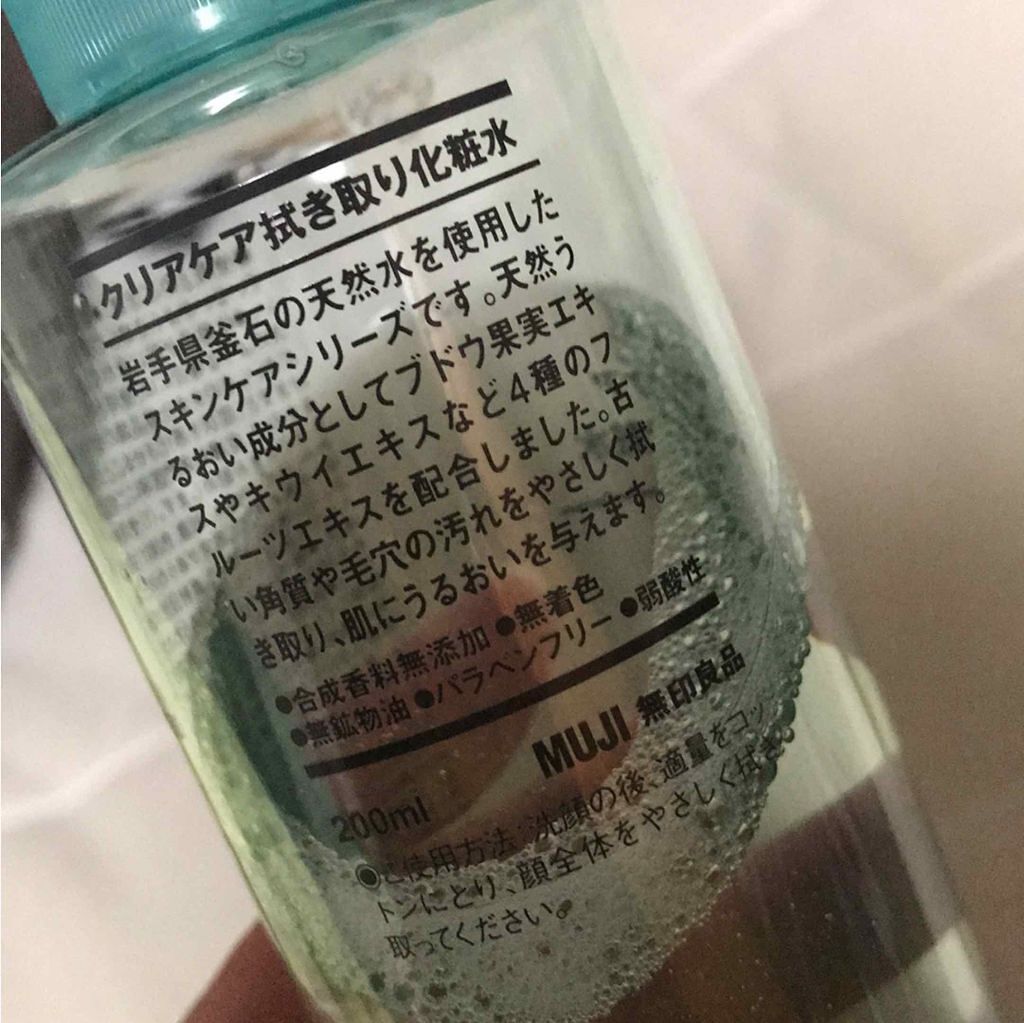 クリアケア拭き取り化粧水
岩手県釜石の天然水を使用した
スキンケアシリーズです。天然う
るおい成分としてブドウ果実エキ
スやキウイエキスなど4種のフ
ルーツエキスを配合しました。古
い角質や毛穴の汚れをやさしく拭
き取り、肌にうるおいを与えます。
●合成香料無添加 ●無着色
●無鉱物油 ●パラベンフリー ●弱酸性
MUJI 無印良品
200ml
◉ご使用方法:洗顔の後、適量をコッ
トンにとり、顔全体をやさしく拭き
取ってください。